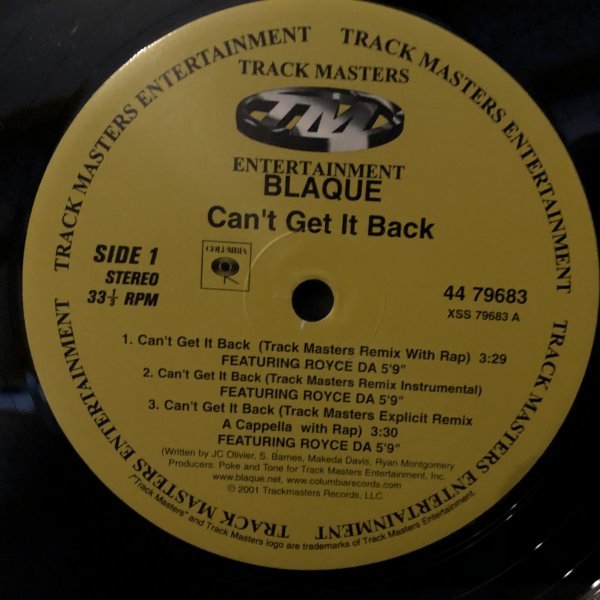 TRACK MASTERS ENTERTAINMENT
TRACK MASTERS ENTERTAINMENT
TRACK MASTERS ENTERTAINMENT
TRACK MASTERS
TM
ENTERTAINMENT
BLAQUE
Can't Get It Back
SIDE 1
STEREO
33⅓ RPM
COLUMBIA
44 79683
XSS 79683 A
1. Can't Get It Back (Track Masters Remix With Rap) 3:29
FEATURING ROYCE DA 5'9"
2. Can't Get It Back (Track Masters Remix Instrumental)
FEATURING ROYCE DA 5'9"
3. Can't Get It Back (Track Masters Explicit Remix
A Cappella with Rap) 3:30
FEATURING ROYCE DA 5'9"
(Written by JC Olivier, S. Barnes, Makeda Davis, Ryan Montgomery
Producers: Poke and Tone for Track Masters Entertainment, Inc.
www.blaque.net, www.columbiarecords.com
℗ 2001 Trackmasters Records, LLC.
/"Track Masters" and Track Masters logo are trademarks of Track Masters Entertainment.
TRACK MASTERS ENTERTAINMENT